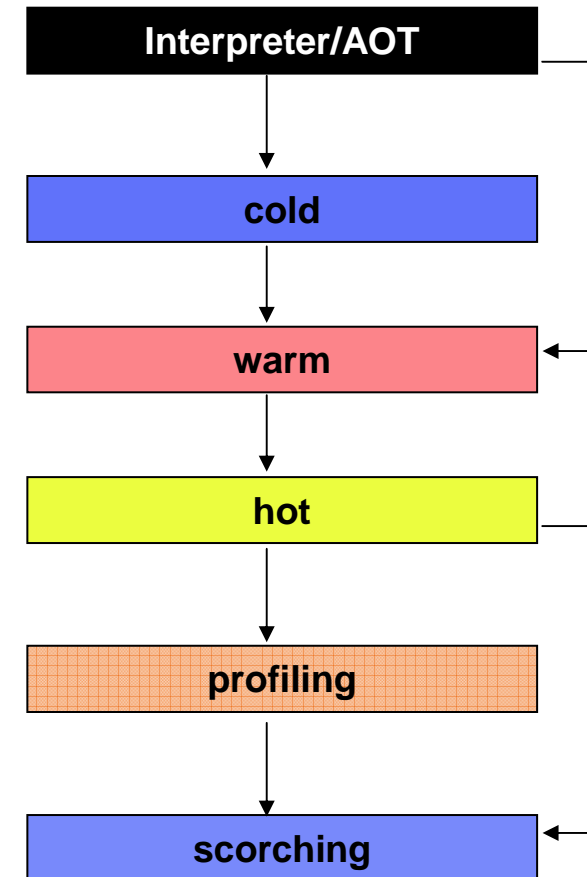 Interpreter/AOT
cold
warm
hot
profiling
scorching